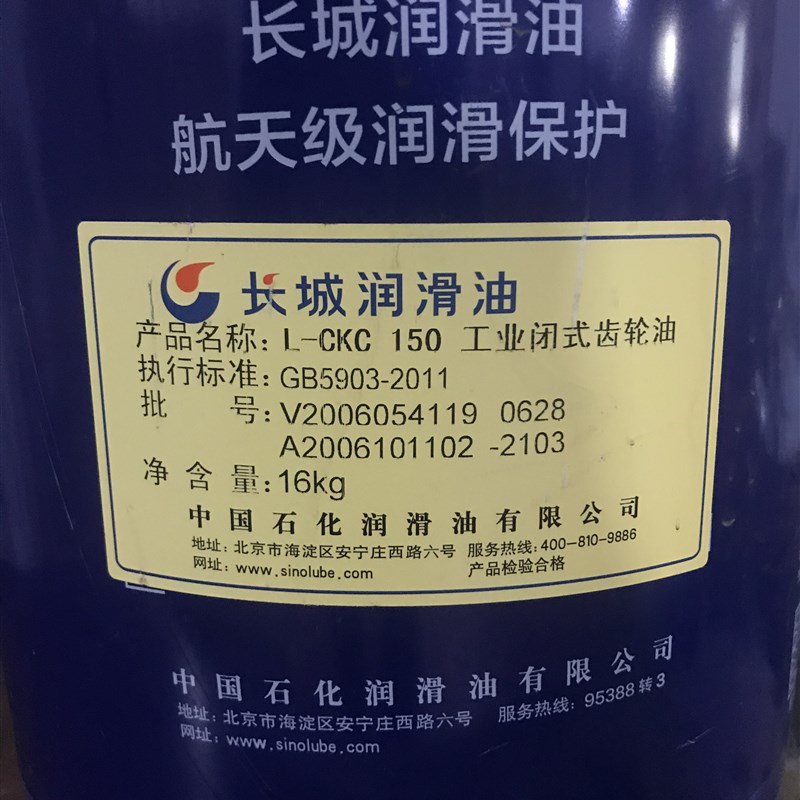 长城润滑油
航天级润滑保护
长城润滑油
产品名称: L-CKC 150 工业闭式齿轮油
执行标准: GB5903-2011
批 号: V2006054119 0628
A2006101102 -2103
净含量: 16kg
中国石化润滑油有限公司
地址: 北京市海淀区安宁庄西路六号 服务热线: 400-810-9886
网址: www.sinolube.com 产品检验合格
中国石化润滑油有限公司
地址: 北京市海淀区安宁庄西路六号 服务热线: 95388转3
网址: www.sinolube.com